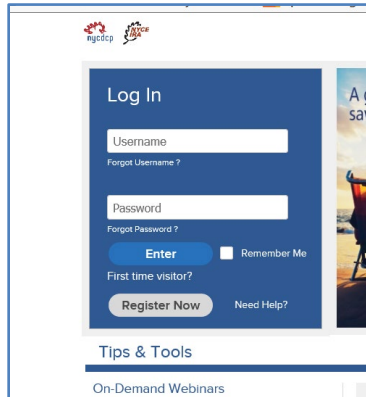 nycdcp NYCE IRA
Log In
Username
Forgot Username ?
Password
Forgot Password ?
Enter Remember Me
First time visitor?
Register Now Need Help?
Tips & Tools
On-Demand Webinars
A